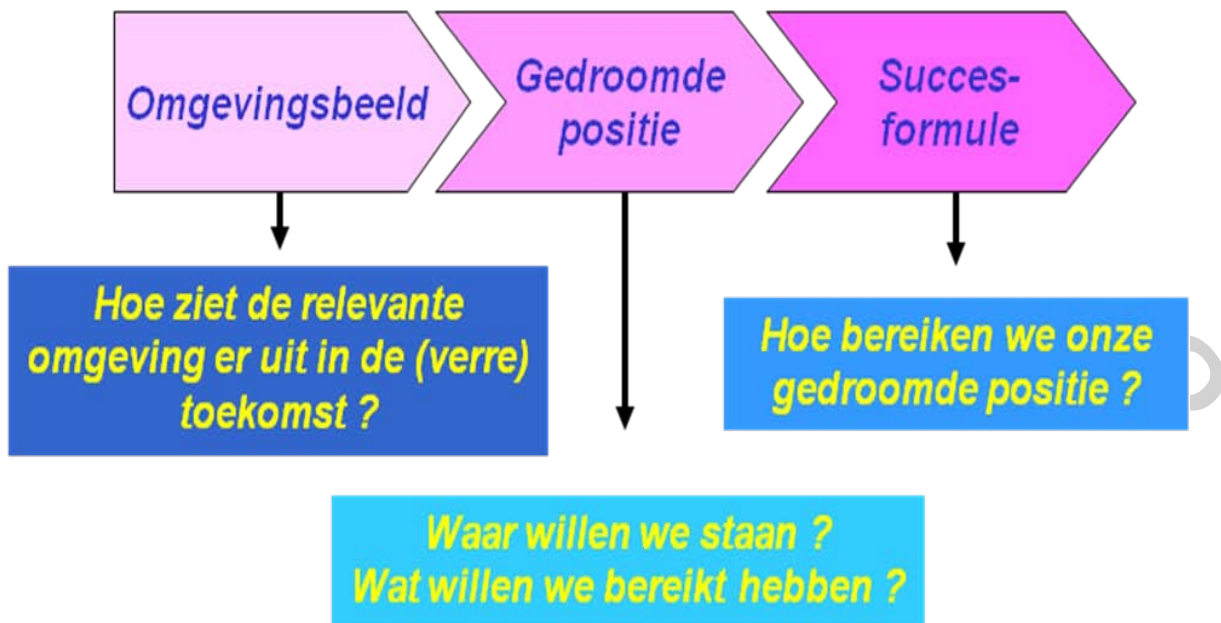 Omgevingsbeeld
Gedroomde
positie
Succes-
formule
Hoe ziet de relevante
omgeving er uit in de (verre)
toekomst ?
Hoe bereiken we onze
gedroomde positie ?
Waar willen we staan ?
Wat willen we bereikt hebben ?